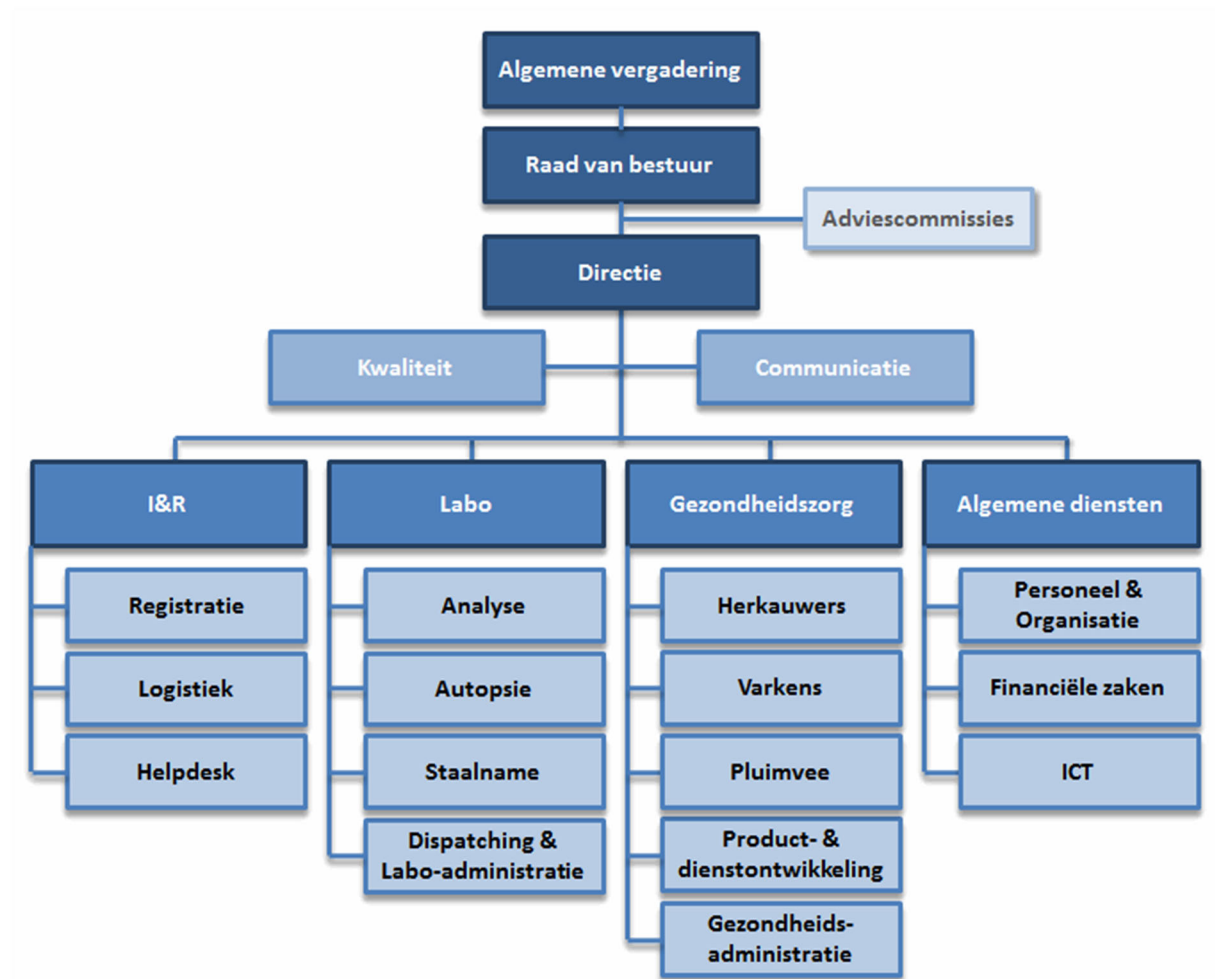 Algemene vergadering
Raad van bestuur
Adviescommissies
Directie
Kwaliteit
Communicatie
I&R
Labo
Gezondheidszorg
Algemene diensten
Registratie
Logistiek
Helpdesk
Analyse
Autopsie
Staalname
Dispatching &
Labo-administratie
Herkauwers
Varkens
Pluimvee
Product- &
dienstontwikkeling
Gezondheids-
administratie
Personeel &
Organisatie
Financiële zaken
ICT